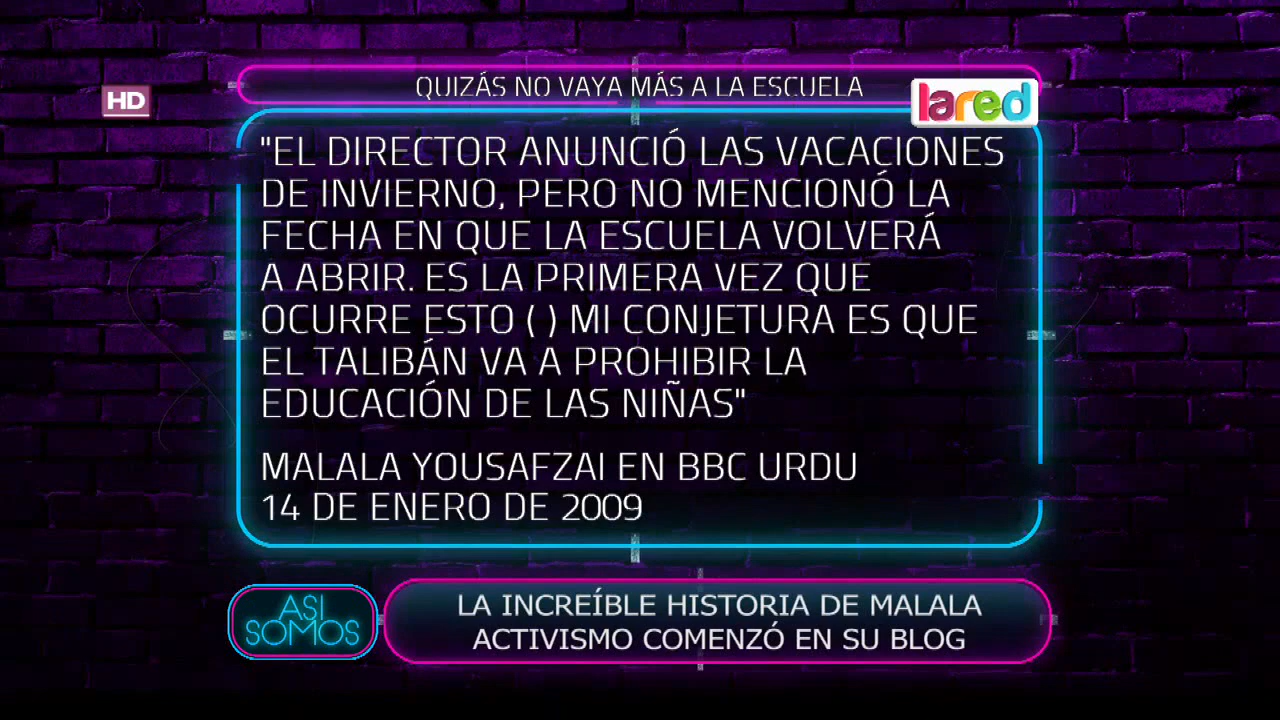 HD
QUIZÁS NO VAYA MÁS A LA ESCUELA
lared
"EL DIRECTOR ANUNCIÓ LAS VACACIONES
DE INVIERNO, PERO NO MENCIONÓ LA
FECHA EN QUE LA ESCUELA VOLVERÁ
A ABRIR. ES LA PRIMERA VEZ QUE
OCURRE ESTO ( ) MI CONJETURA ES QUE
EL TALIBÁN VA A PROHIBIR LA
EDUCACIÓN DE LAS NIÑAS"
MALALA YOUSAFZAI EN BBC URDU
14 DE ENERO DE 2009
ASI
SOMOS
LA INCREÍBLE HISTORIA DE MALALA
ACTIVISMO COMENZÓ EN SU BLOG